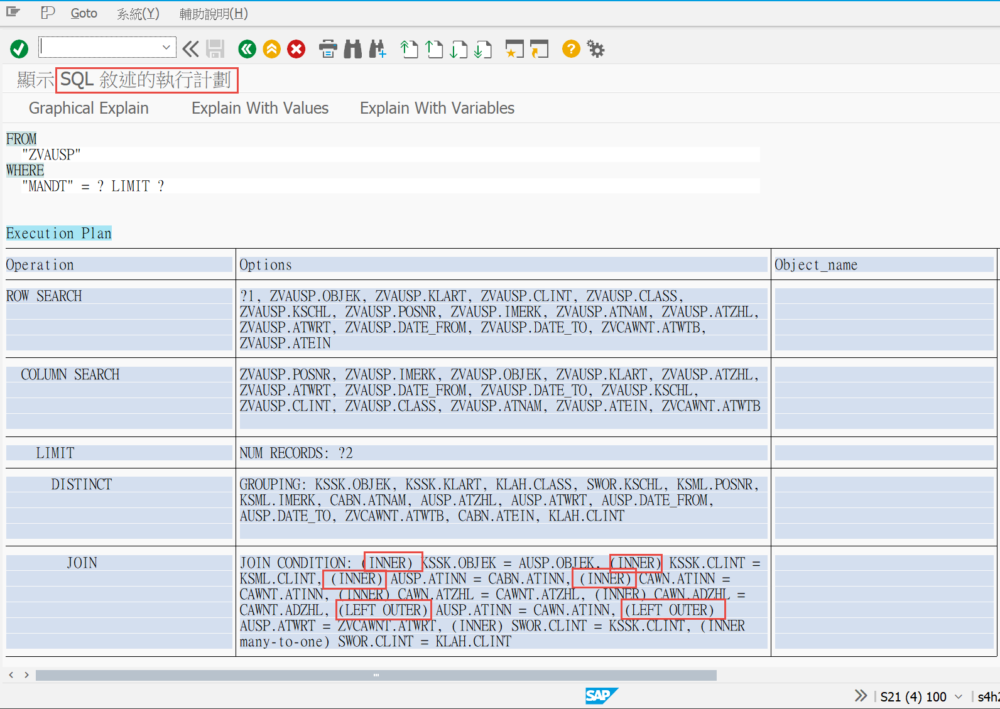 Goto 系統(Y) 輔助說明(H)
顯示 SQL 敘述的執行計劃
Graphical Explain Explain With Values Explain With Variables
FROM
"ZVAUSP"
WHERE
"MANDT" = ? LIMIT ?
Execution Plan
Operation Options Object_name
ROW SEARCH ?1, ZVAUSP.OBJEK, ZVAUSP.KLART, ZVAUSP.CLINT, ZVAUSP.CLASS,
ZVAUSP.KSCHL, ZVAUSP.POSNR, ZVAUSP.IMERK, ZVAUSP.ATNAM, ZVAUSP.ATZHL,
ZVAUSP.ATWRT, ZVAUSP.DATE_FROM, ZVAUSP.DATE_TO, ZVCAWNT.ATWTB,
ZVAUSP.ATEIN
COLUMN SEARCH ZVAUSP.POSNR, ZVAUSP.IMERK, ZVAUSP.OBJEK, ZVAUSP.KLART, ZVAUSP.ATZHL,
ZVAUSP.ATWRT, ZVAUSP.DATE_FROM, ZVAUSP.DATE_TO, ZVAUSP.KSCHL,
ZVAUSP.CLINT, ZVAUSP.CLASS, ZVAUSP.ATNAM, ZVAUSP.ATEIN, ZVCAWNT.ATWTB
LIMIT NUM RECORDS: ?2
DISTINCT GROUPING: KSSK.OBJEK, KSSK.KLART, KLAH.CLASS, SWOR.KSCHL, KSML.POSNR,
KSML.IMERK, CABN.ATNAM, AUSP.ATZHL, AUSP.ATWRT, AUSP.DATE_FROM,
AUSP.DATE_TO, ZVCAWNT.ATWTB, CABN.ATEIN, KLAH.CLINT
JOIN JOIN CONDITION: (INNER) KSSK.OBJEK = AUSP.OBJEK, (INNER) KSSK.CLINT =
KSML.CLINT, (INNER) AUSP.ATINN = CABN.ATINN, (INNER) CAWN.ATINN =
CAWNT.ATINN, (INNER) CAWN.ATZHL = CAWNT.ATZHL, (INNER) CAWN.ADZHL =
CAWNT.ADZHL, (LEFT OUTER) AUSP.ATINN = CAWN.ATINN, (LEFT OUTER)
AUSP.ATWRT = ZVCAWNT.ATWRT, (INNER) SWOR.CLINT = KSSK.CLINT, (INNER
many-to-one) SWOR.CLINT = KLAH.CLINT
SAP S21 (4) 100 s4h2